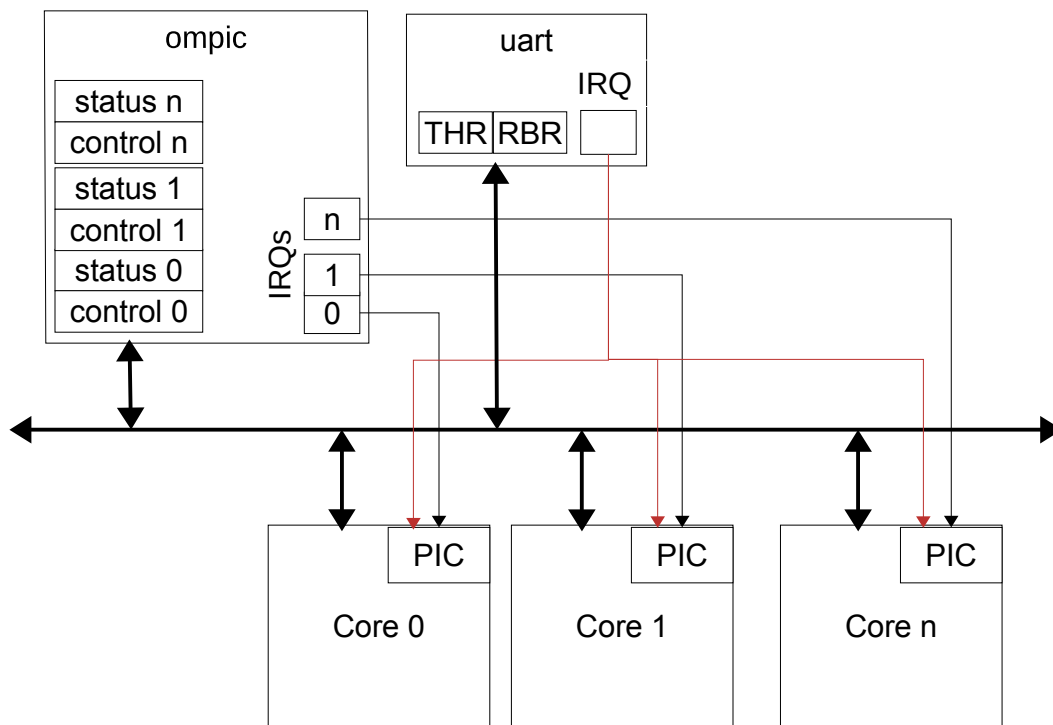 ompic
status n
control n
status 1
control 1
status 0
control 0
IRQs
n
1
0
uart
IRQ
THR RBR
PIC
Core 0
PIC
Core 1
PIC
Core n